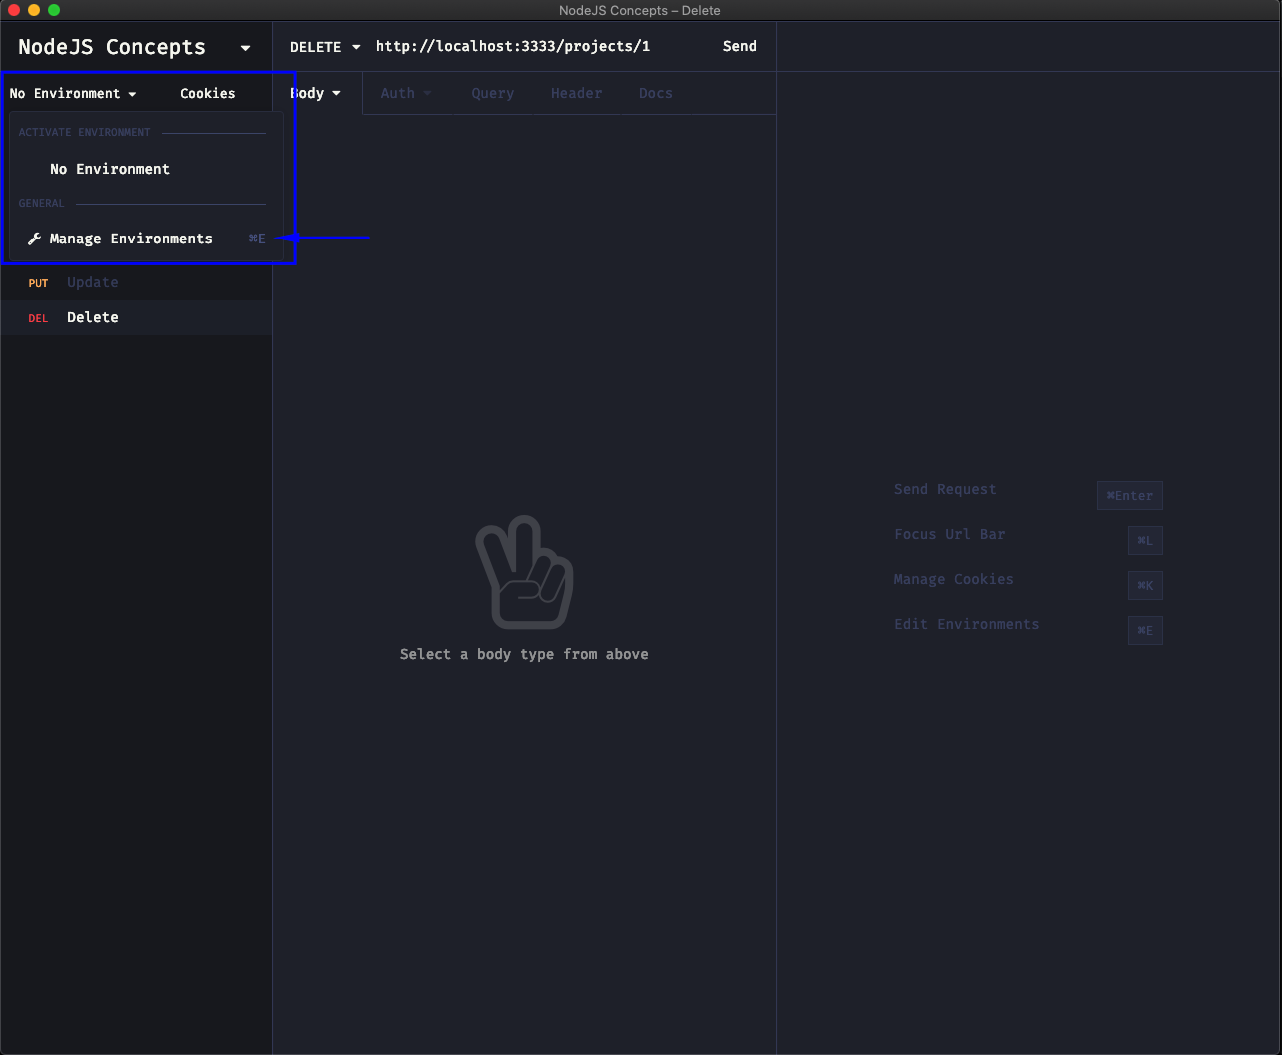 NodeJS Concepts – Delete
NodeJS Concepts
DELETE http://localhost:3333/projects/1 Send
No Environment Cookies
Body Auth Query Header Docs
ACTIVATE ENVIRONMENT
No Environment
GENERAL
Manage Environments ⌘E
PUT Update
DEL Delete
Select a body type from above
Send Request ⌘Enter
Focus Url Bar ⌘L
Manage Cookies ⌘K
Edit Environments ⌘E